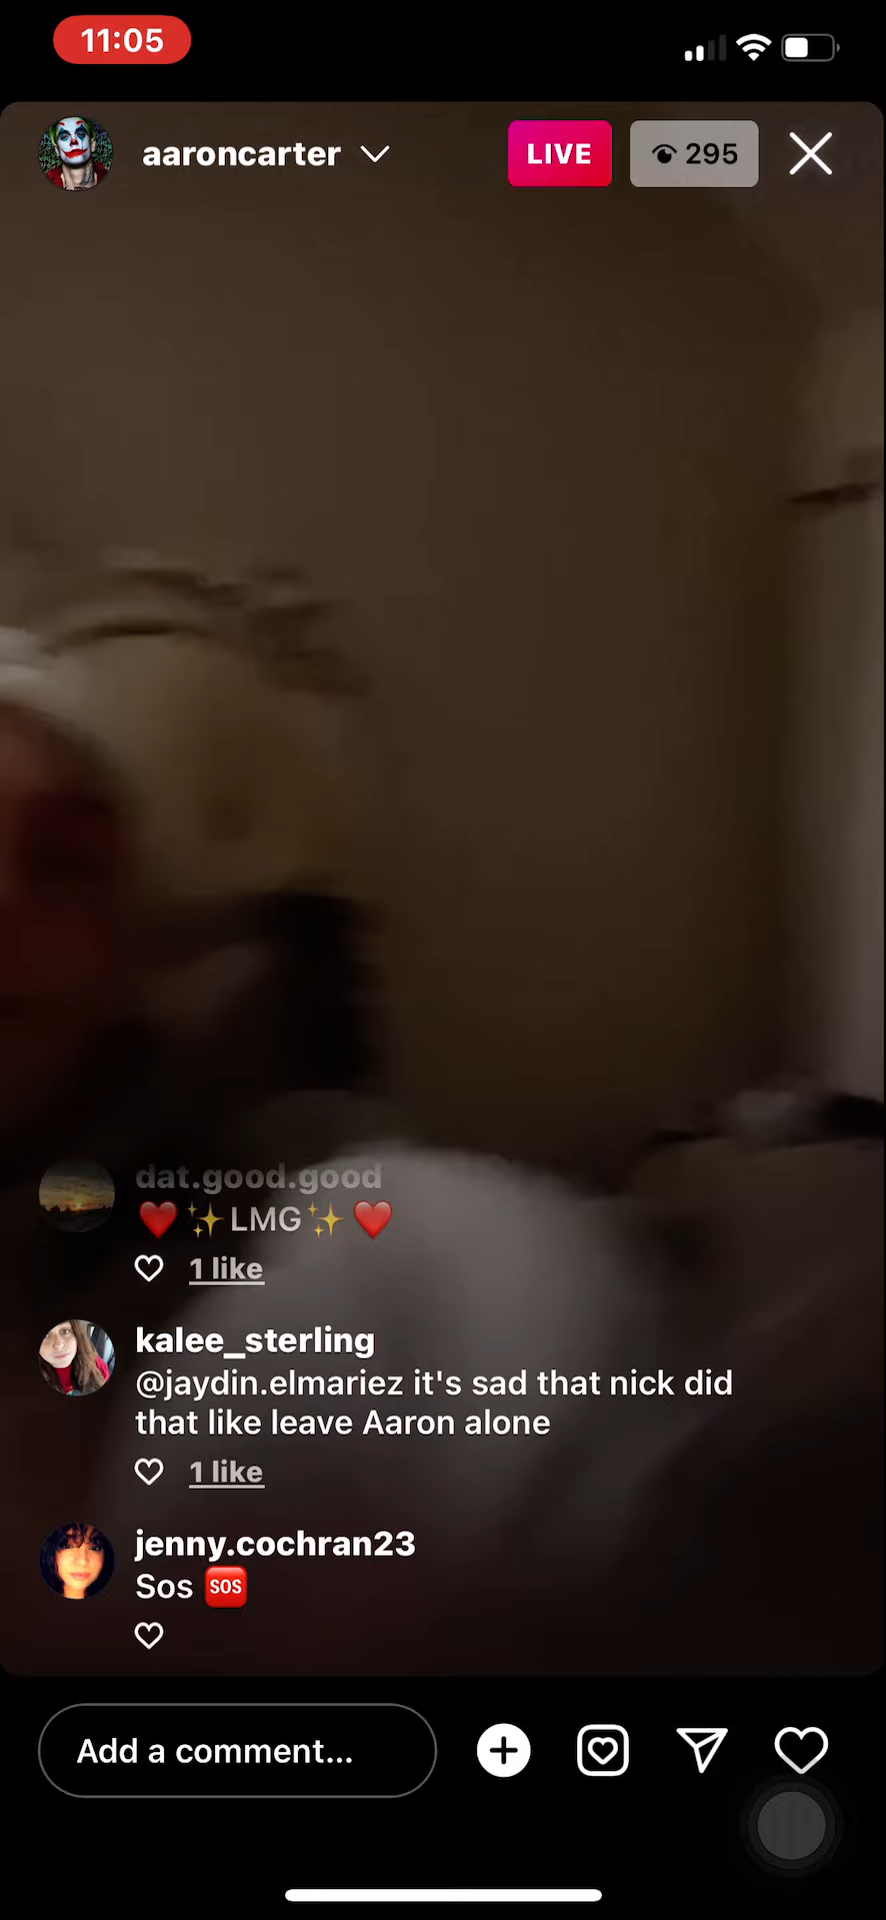 11:05
aaroncarter
LIVE
295
dat.good.good
❤️✨LMG✨❤️
1 like
kalee_sterling
@jaydin.elmariez it's sad that nick did
that like leave Aaron alone
1 like
jenny.cochran23
Sos 🆘
Add a comment...